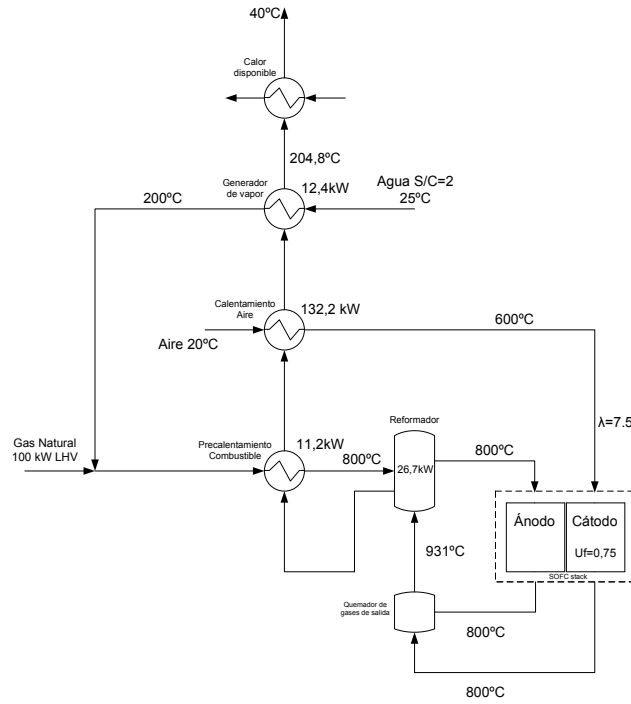 40ºC
Calor
disponible
204,8ºC
Generador
de vapor
12,4kW
Agua S/C=2
25ºC
200ºC
Calentamiento
Aire
132,2 kW
600ºC
Aire 20ºC
λ=7.5
Gas Natural
100 kW LHV
Precalentamiento
Combustible
11,2kW
800ºC
Reformador
26,7kW
800ºC
Ánodo
Cátodo
Uf=0,75
SOFC stack
931ºC
Quemador de
gases de salida
800ºC
800ºC